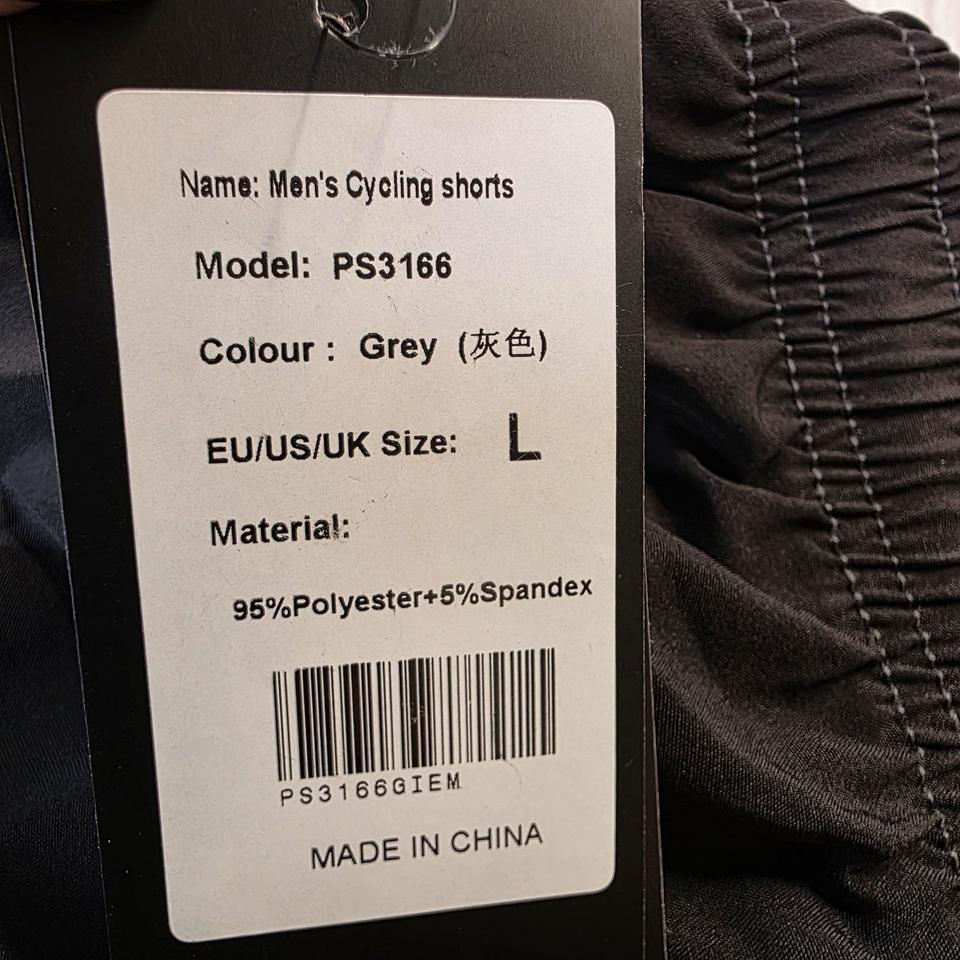 Name: Men's Cycling shorts
Model: PS3166
Colour : Grey (灰色)
EU/US/UK Size: L
Material:
95%Polyester+5%Spandex
PS3166GIEM
MADE IN CHINA